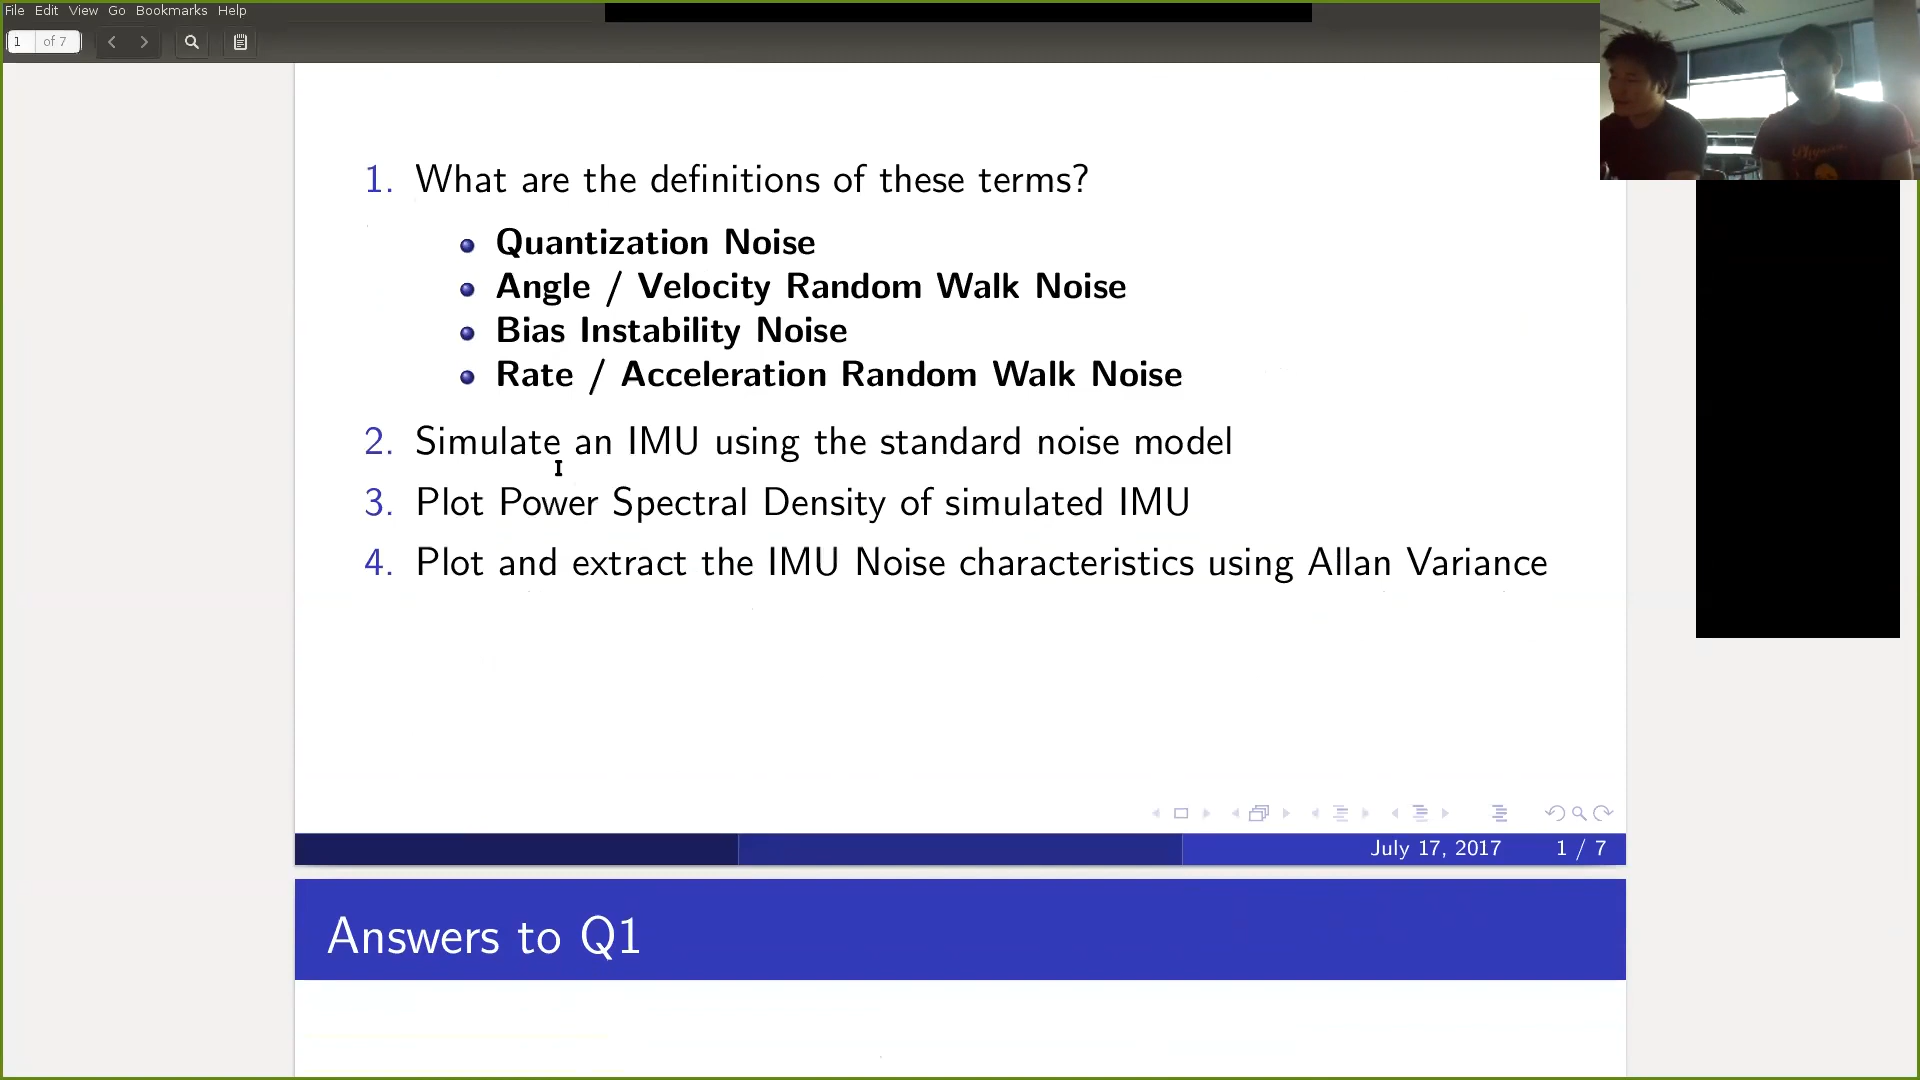 File Edit View Go Bookmarks Help
1 of 7
1. What are the definitions of these terms?
Quantization Noise
Angle / Velocity Random Walk Noise
Bias Instability Noise
Rate / Acceleration Random Walk Noise
2. Simulate an IMU using the standard noise model
3. Plot Power Spectral Density of simulated IMU
4. Plot and extract the IMU Noise characteristics using Allan Variance
July 17, 2017 1 / 7
Answers to Q1